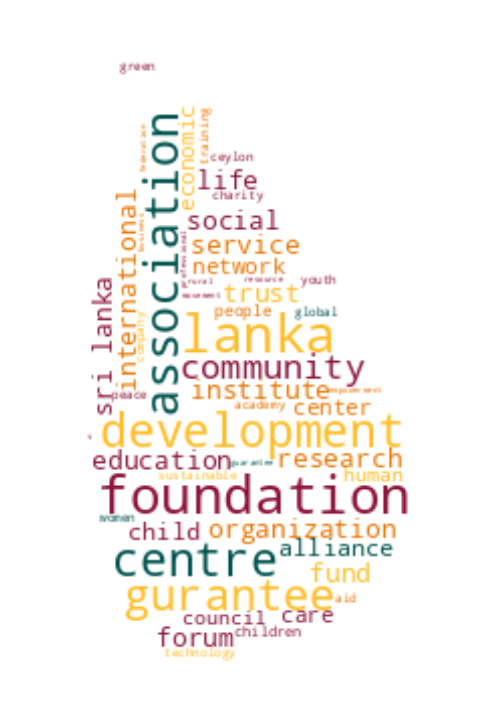 green
association
economic
training
federation
ceylon
life
charity
international
business
social
professional
service
network
rural
resource
youth
sri lanka
trust
movement
people
global
company
lanka
community
peace
institute
empowerment
academy
center
development
s
education
guarantee
research
sustainable
human
foundation
women
child
organization
centre
alliance
fund
gurantee
aid
council
care
forum
children
technology